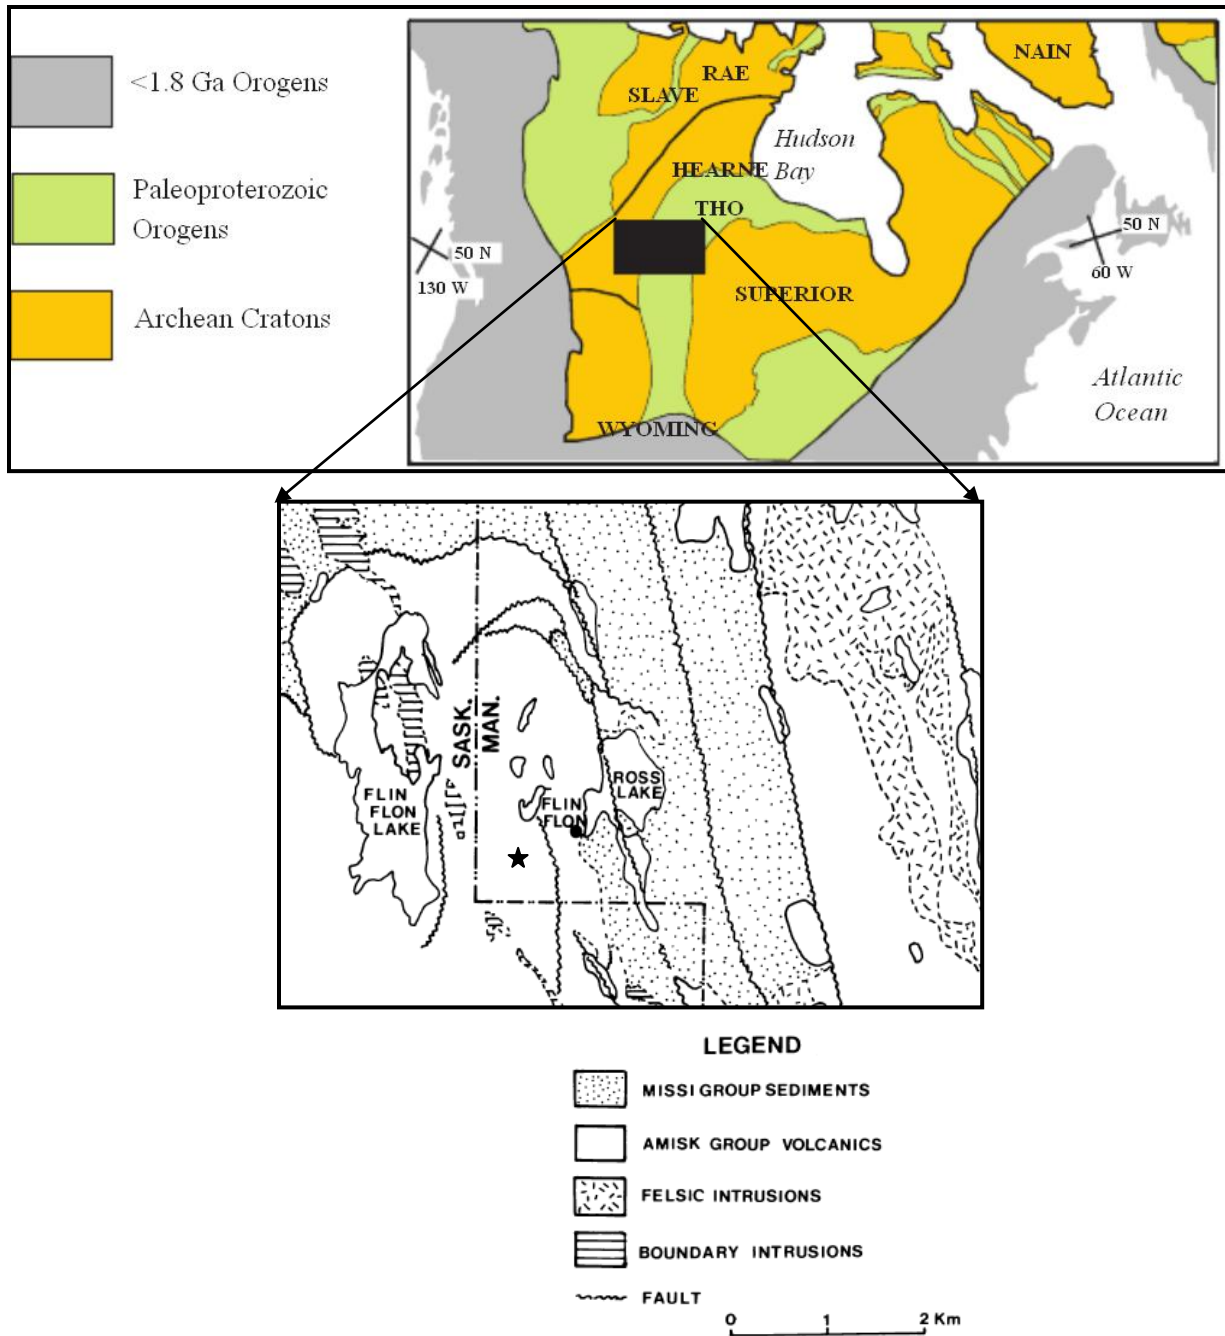 <1.8 Ga Orogens
Paleoproterozoic
Orogens
Archean Cratons
NAIN
RAE
SLAVE
Hudson
Bay
HEARNE
THO
50 N
130 W
50 N
60 W
SUPERIOR
Atlantic
Ocean
WYOMING
SASK.
MAN.
FLIN
FLON
LAKE
FLIN
FLON
ROSS
LAKE
LEGEND
MISSI GROUP SEDIMENTS
AMISK GROUP VOLCANICS
FELSIC INTRUSIONS
BOUNDARY INTRUSIONS
FAULT
0 1 2 Km